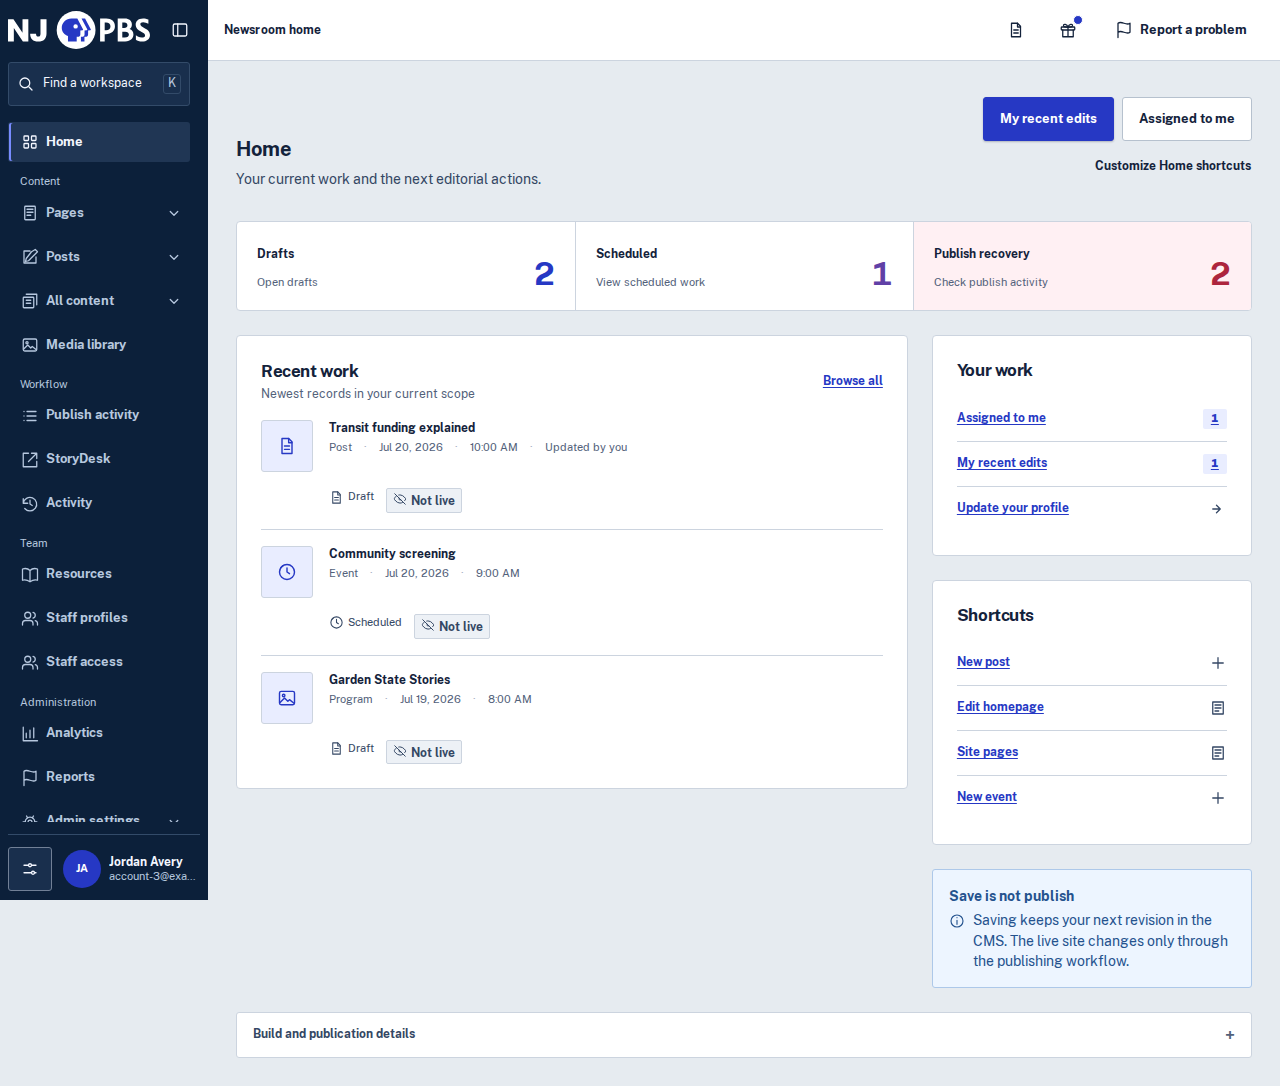 NJ PBS
Find a workspace K
Home
Content
Pages
Posts
All content
Media library
Workflow
Publish activity
StoryDesk
Activity
Team
Resources
Staff profiles
Staff access
Administration
Analytics
Reports
Admin settings
JA
Jordan Avery
account-3@exa...
Newsroom home
Report a problem
My recent edits
Assigned to me
Home
Your current work and the next editorial actions.
Customize Home shortcuts
Drafts
Open drafts
2
Scheduled
View scheduled work
1
Publish recovery
Check publish activity
2
Recent work
Newest records in your current scope
Browse all
Transit funding explained
Post · Jul 20, 2026 · 10:00 AM · Updated by you
Draft Not live
Community screening
Event · Jul 20, 2026 · 9:00 AM
Scheduled Not live
Garden State Stories
Program · Jul 19, 2026 · 8:00 AM
Draft Not live
Your work
Assigned to me 1
My recent edits 1
Update your profile
Shortcuts
New post
Edit homepage
Site pages
New event
Save is not publish
Saving keeps your next revision in the
CMS. The live site changes only through
the publishing workflow.
Build and publication details +